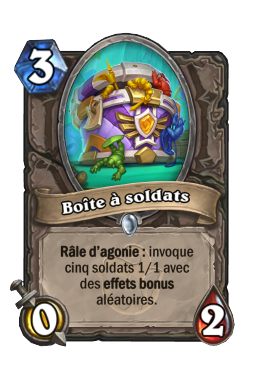 3
Boîte à soldats
Râle d'agonie : invoque
cinq soldats 1/1 avec
des effets bonus
aléatoires.
0
2